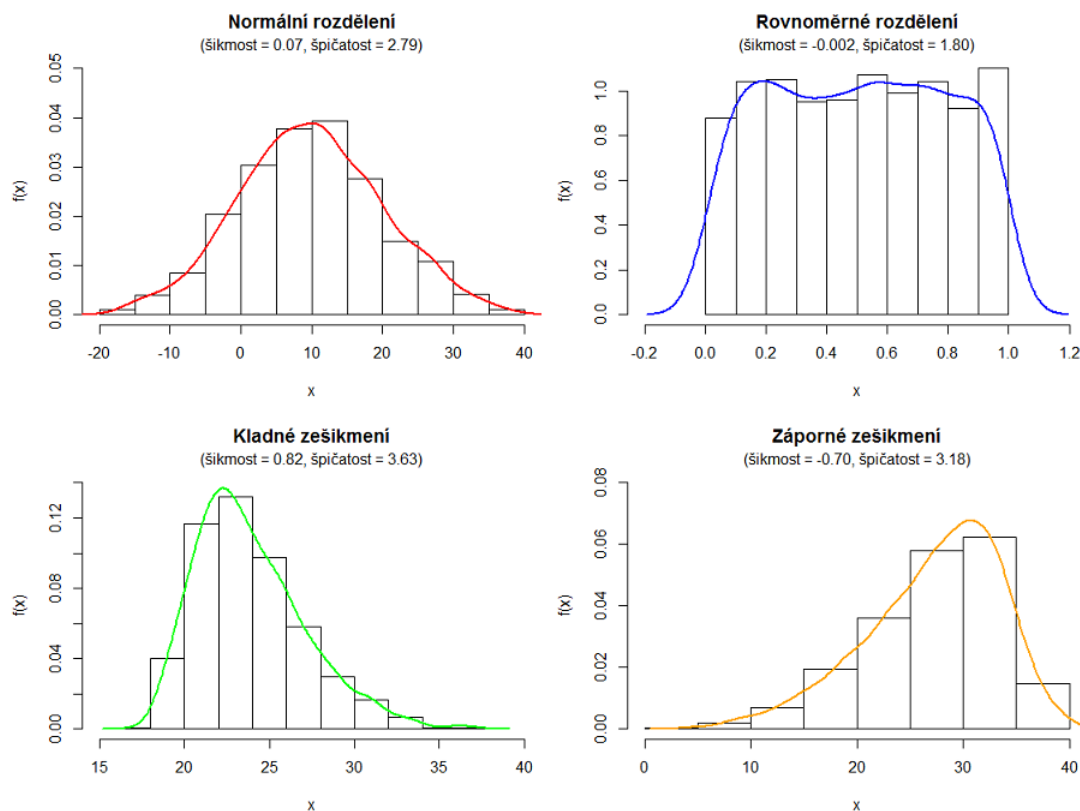 Normální rozdělení
(šikmost = 0.07, špičatost = 2.79)
f(x)
0.00 0.01 0.02 0.03 0.04 0.05
-20 -10 0 10 20 30 40
x
Rovnoměrné rozdělení
(šikmost = -0.002, špičatost = 1.80)
f(x)
0.0 0.2 0.4 0.6 0.8 1.0
-0.2 0.0 0.2 0.4 0.6 0.8 1.0 1.2
x
Kladné zešikmení
(šikmost = 0.82, špičatost = 3.63)
f(x)
0.00 0.04 0.08 0.12
15 20 25 30 35 40
x
Záporné zešikmení
(šikmost = -0.70, špičatost = 3.18)
f(x)
0.00 0.02 0.04 0.06 0.08
0 10 20 30 40
x